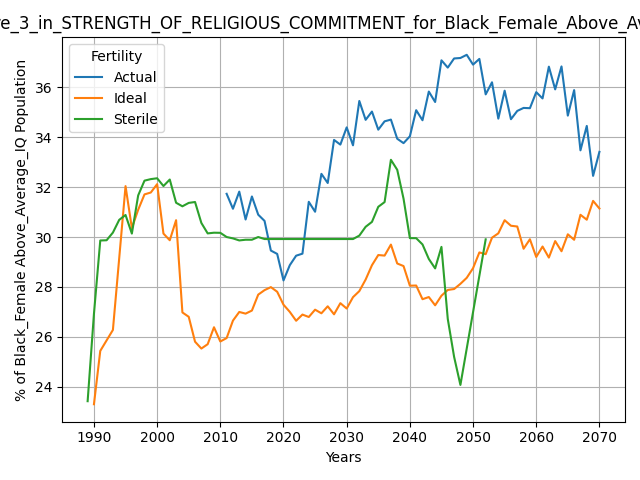 re_3_in_STRENGTH_OF_RELIGIOUS_COMMITMENT_for_Black_Female_Above_Av
Fertility
Actual
Ideal
Sterile
% of Black_Female Above_Average_IQ Population
36
34
32
30
28
26
24
1990 2000 2010 2020 2030 2040 2050 2060 2070
Years